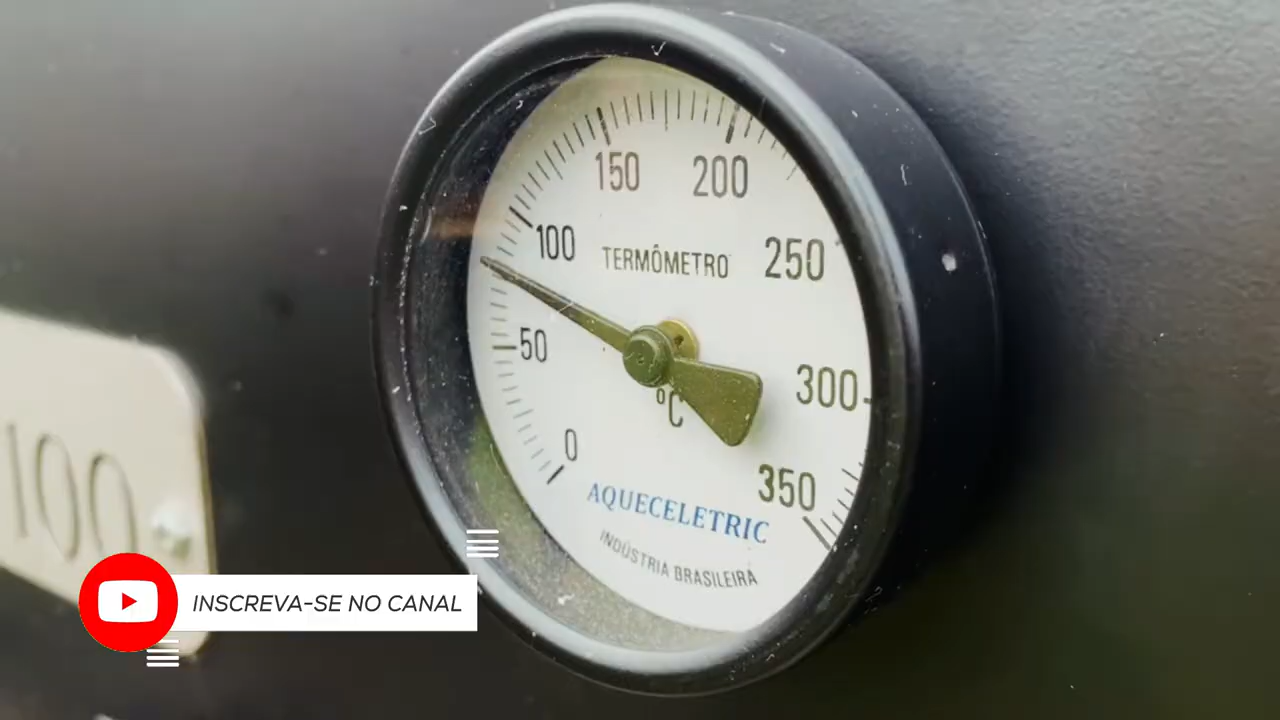 150 200
100 TERMÔMETRO 250
50
300
°C
0
350
AQUECELETRIC
INDÚSTRIA BRASILEIRA
100
INSCREVA-SE NO CANAL